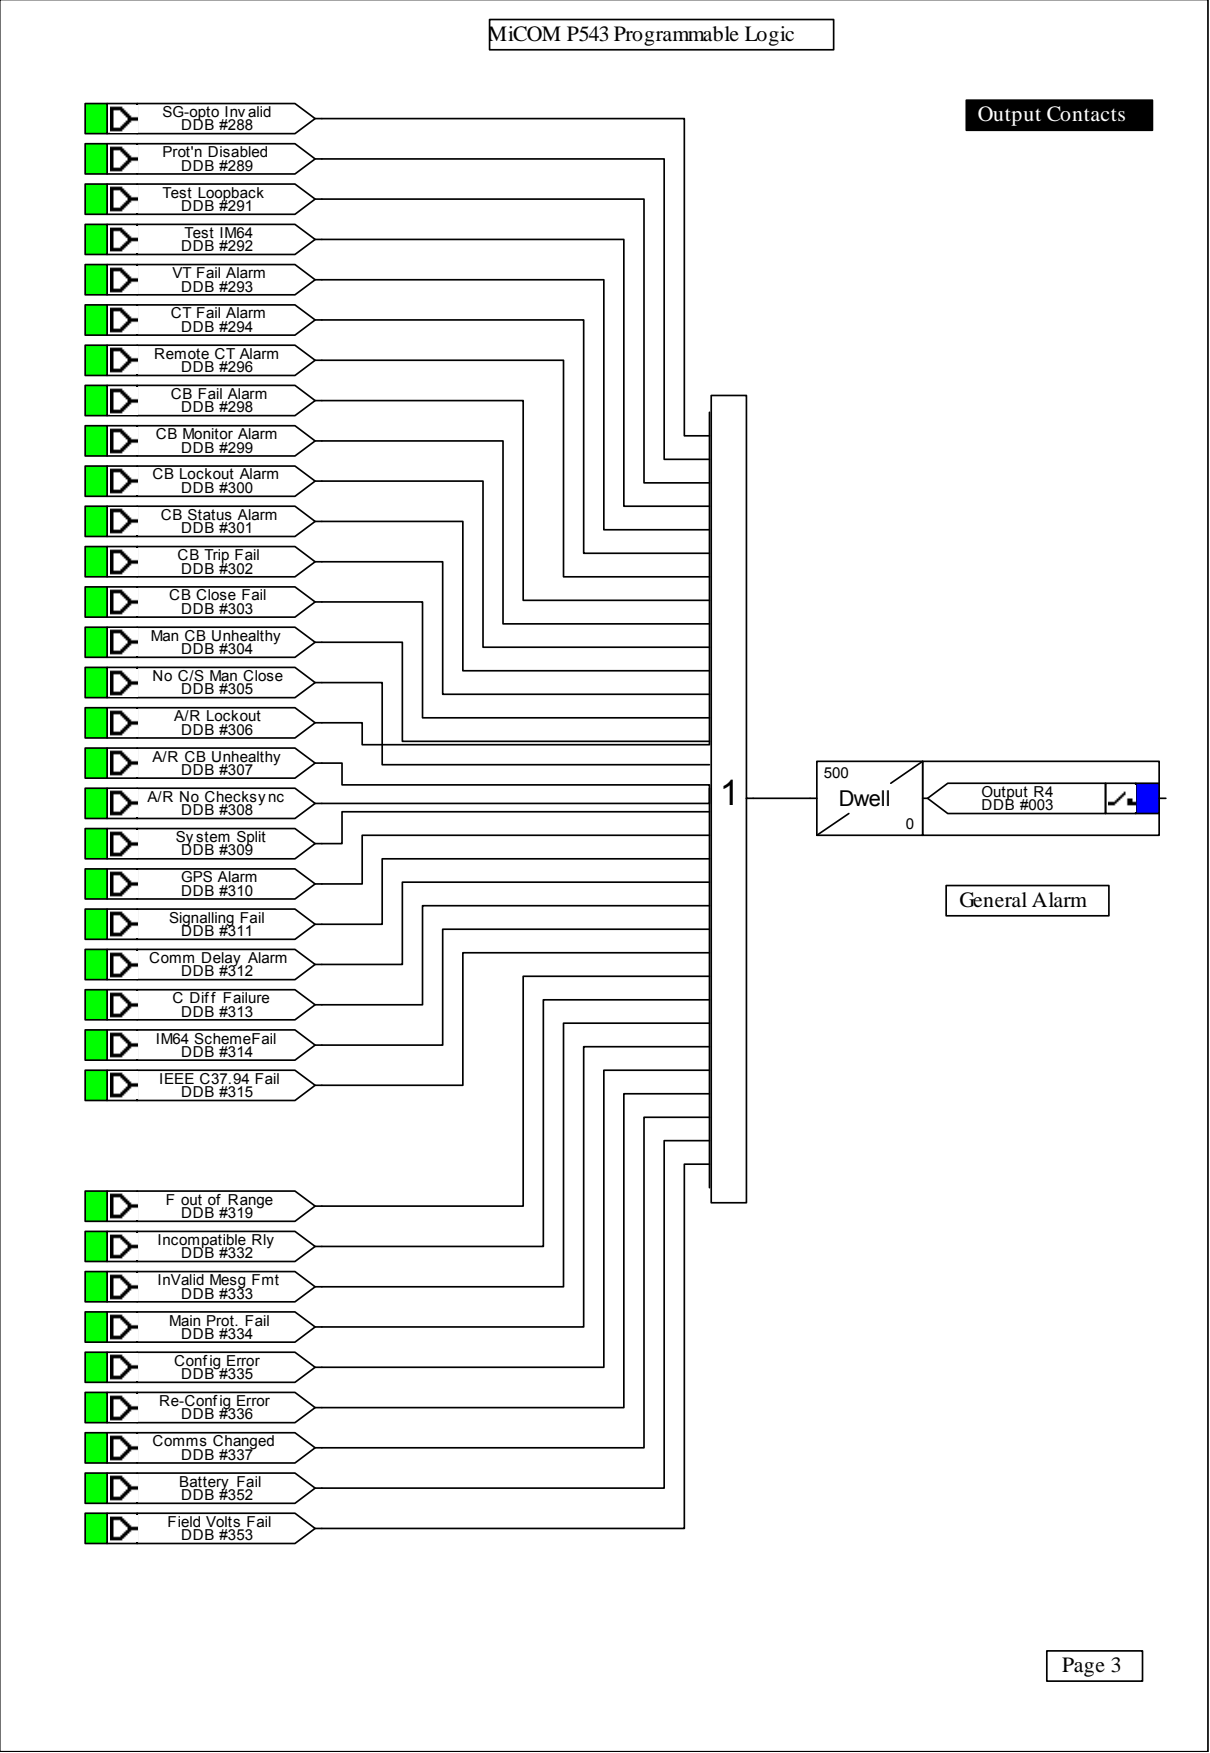 MiCOM P543 Programmable Logic
Output Contacts
SG-opto Invalid
DDB #288
Prot'n Disabled
DDB #289
Test Loopback
DDB #291
Test IM64
DDB #292
VT Fail Alarm
DDB #293
CT Fail Alarm
DDB #294
Remote CT Alarm
DDB #296
CB Fail Alarm
DDB #298
CB Monitor Alarm
DDB #299
CB Lockout Alarm
DDB #300
CB Status Alarm
DDB #301
CB Trip Fail
DDB #302
CB Close Fail
DDB #303
Man CB Unhealthy
DDB #304
No C/S Man Close
DDB #305
A/R Lockout
DDB #306
A/R CB Unhealthy
DDB #307
A/R No Checksync
DDB #308
System Split
DDB #309
GPS Alarm
DDB #310
Signalling Fail
DDB #311
Comm Delay Alarm
DDB #312
C Diff Failure
DDB #313
IM64 SchemeFail
DDB #314
IEEE C37.94 Fail
DDB #315
F out of Range
DDB #319
Incompatible Rly
DDB #332
InValid Mesg Fmt
DDB #333
Main Prot. Fail
DDB #334
Config Error
DDB #335
Re-Config Error
DDB #336
Comms Changed
DDB #337
Battery Fail
DDB #352
Field Volts Fail
DDB #353
1
500
Dwell
0
Output R4
DDB #003
General Alarm
Page 3